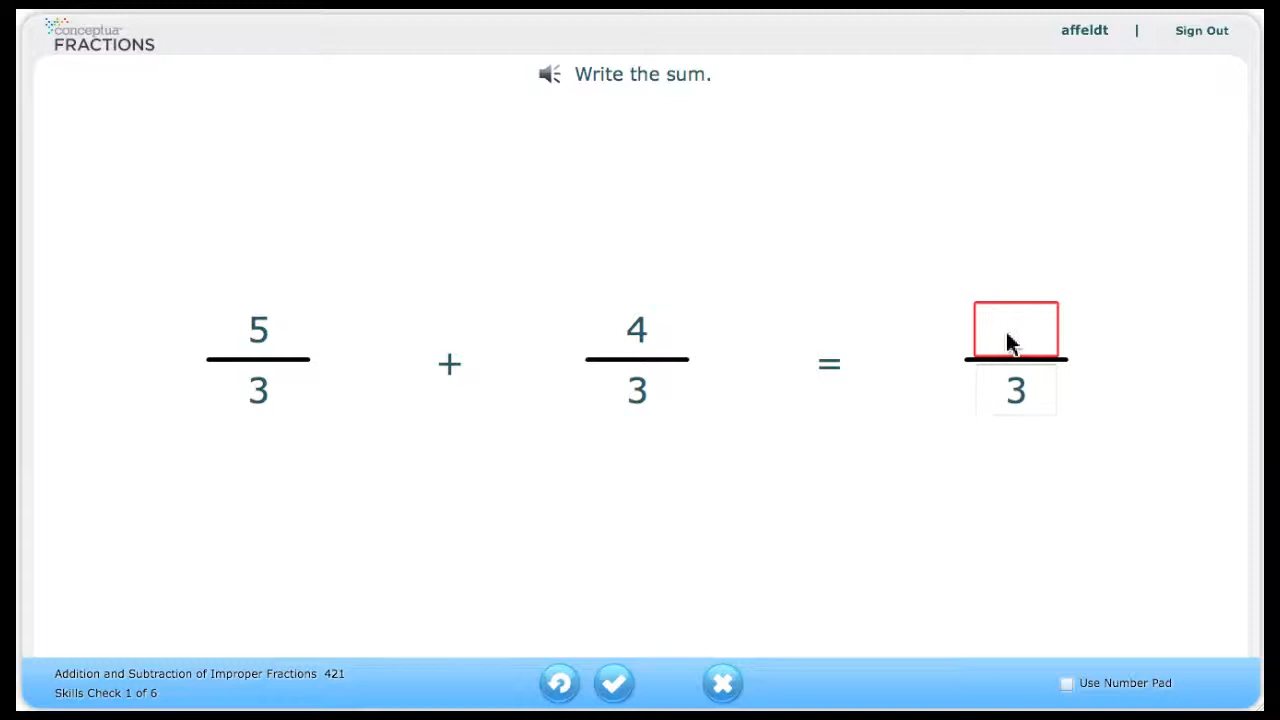 conceptua
FRACTIONS
affeldt | Sign Out
Write the sum.
5 4
+ =
3 3 3
Addition and Subtraction of Improper Fractions 421
Skills Check 1 of 6
Use Number Pad